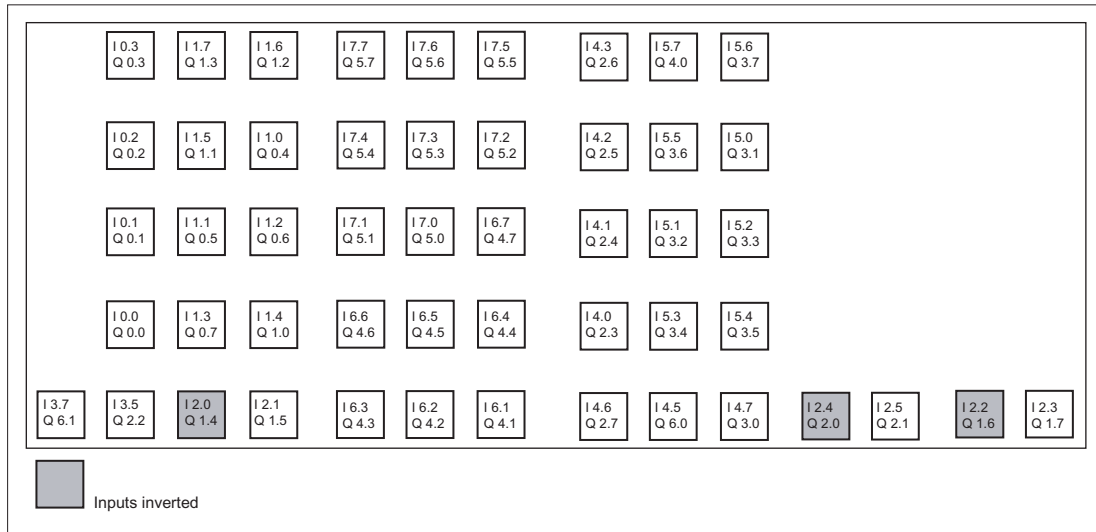 I 0.3
Q 0.3
I 1.7
Q 1.3
I 1.6
Q 1.2
I 7.7
Q 5.7
I 7.6
Q 5.6
I 7.5
Q 5.5
I 4.3
Q 2.6
I 5.7
Q 4.0
I 5.6
Q 3.7
I 0.2
Q 0.2
I 1.5
Q 1.1
I 1.0
Q 0.4
I 7.4
Q 5.4
I 7.3
Q 5.3
I 7.2
Q 5.2
I 4.2
Q 2.5
I 5.5
Q 3.6
I 5.0
Q 3.1
I 0.1
Q 0.1
I 1.1
Q 0.5
I 1.2
Q 0.6
I 7.1
Q 5.1
I 7.0
Q 5.0
I 6.7
Q 4.7
I 4.1
Q 2.4
I 5.1
Q 3.2
I 5.2
Q 3.3
I 0.0
Q 0.0
I 1.3
Q 0.7
I 1.4
Q 1.0
I 6.6
Q 4.6
I 6.5
Q 4.5
I 6.4
Q 4.4
I 4.0
Q 2.3
I 5.3
Q 3.4
I 5.4
Q 3.5
I 3.7
Q 6.1
I 3.5
Q 2.2
I 2.0
Q 1.4
I 2.1
Q 1.5
I 6.3
Q 4.3
I 6.2
Q 4.2
I 6.1
Q 4.1
I 4.6
Q 2.7
I 4.5
Q 6.0
I 4.7
Q 3.0
I 2.4
Q 2.0
I 2.5
Q 2.1
I 2.2
Q 1.6
I 2.3
Q 1.7
Inputs inverted